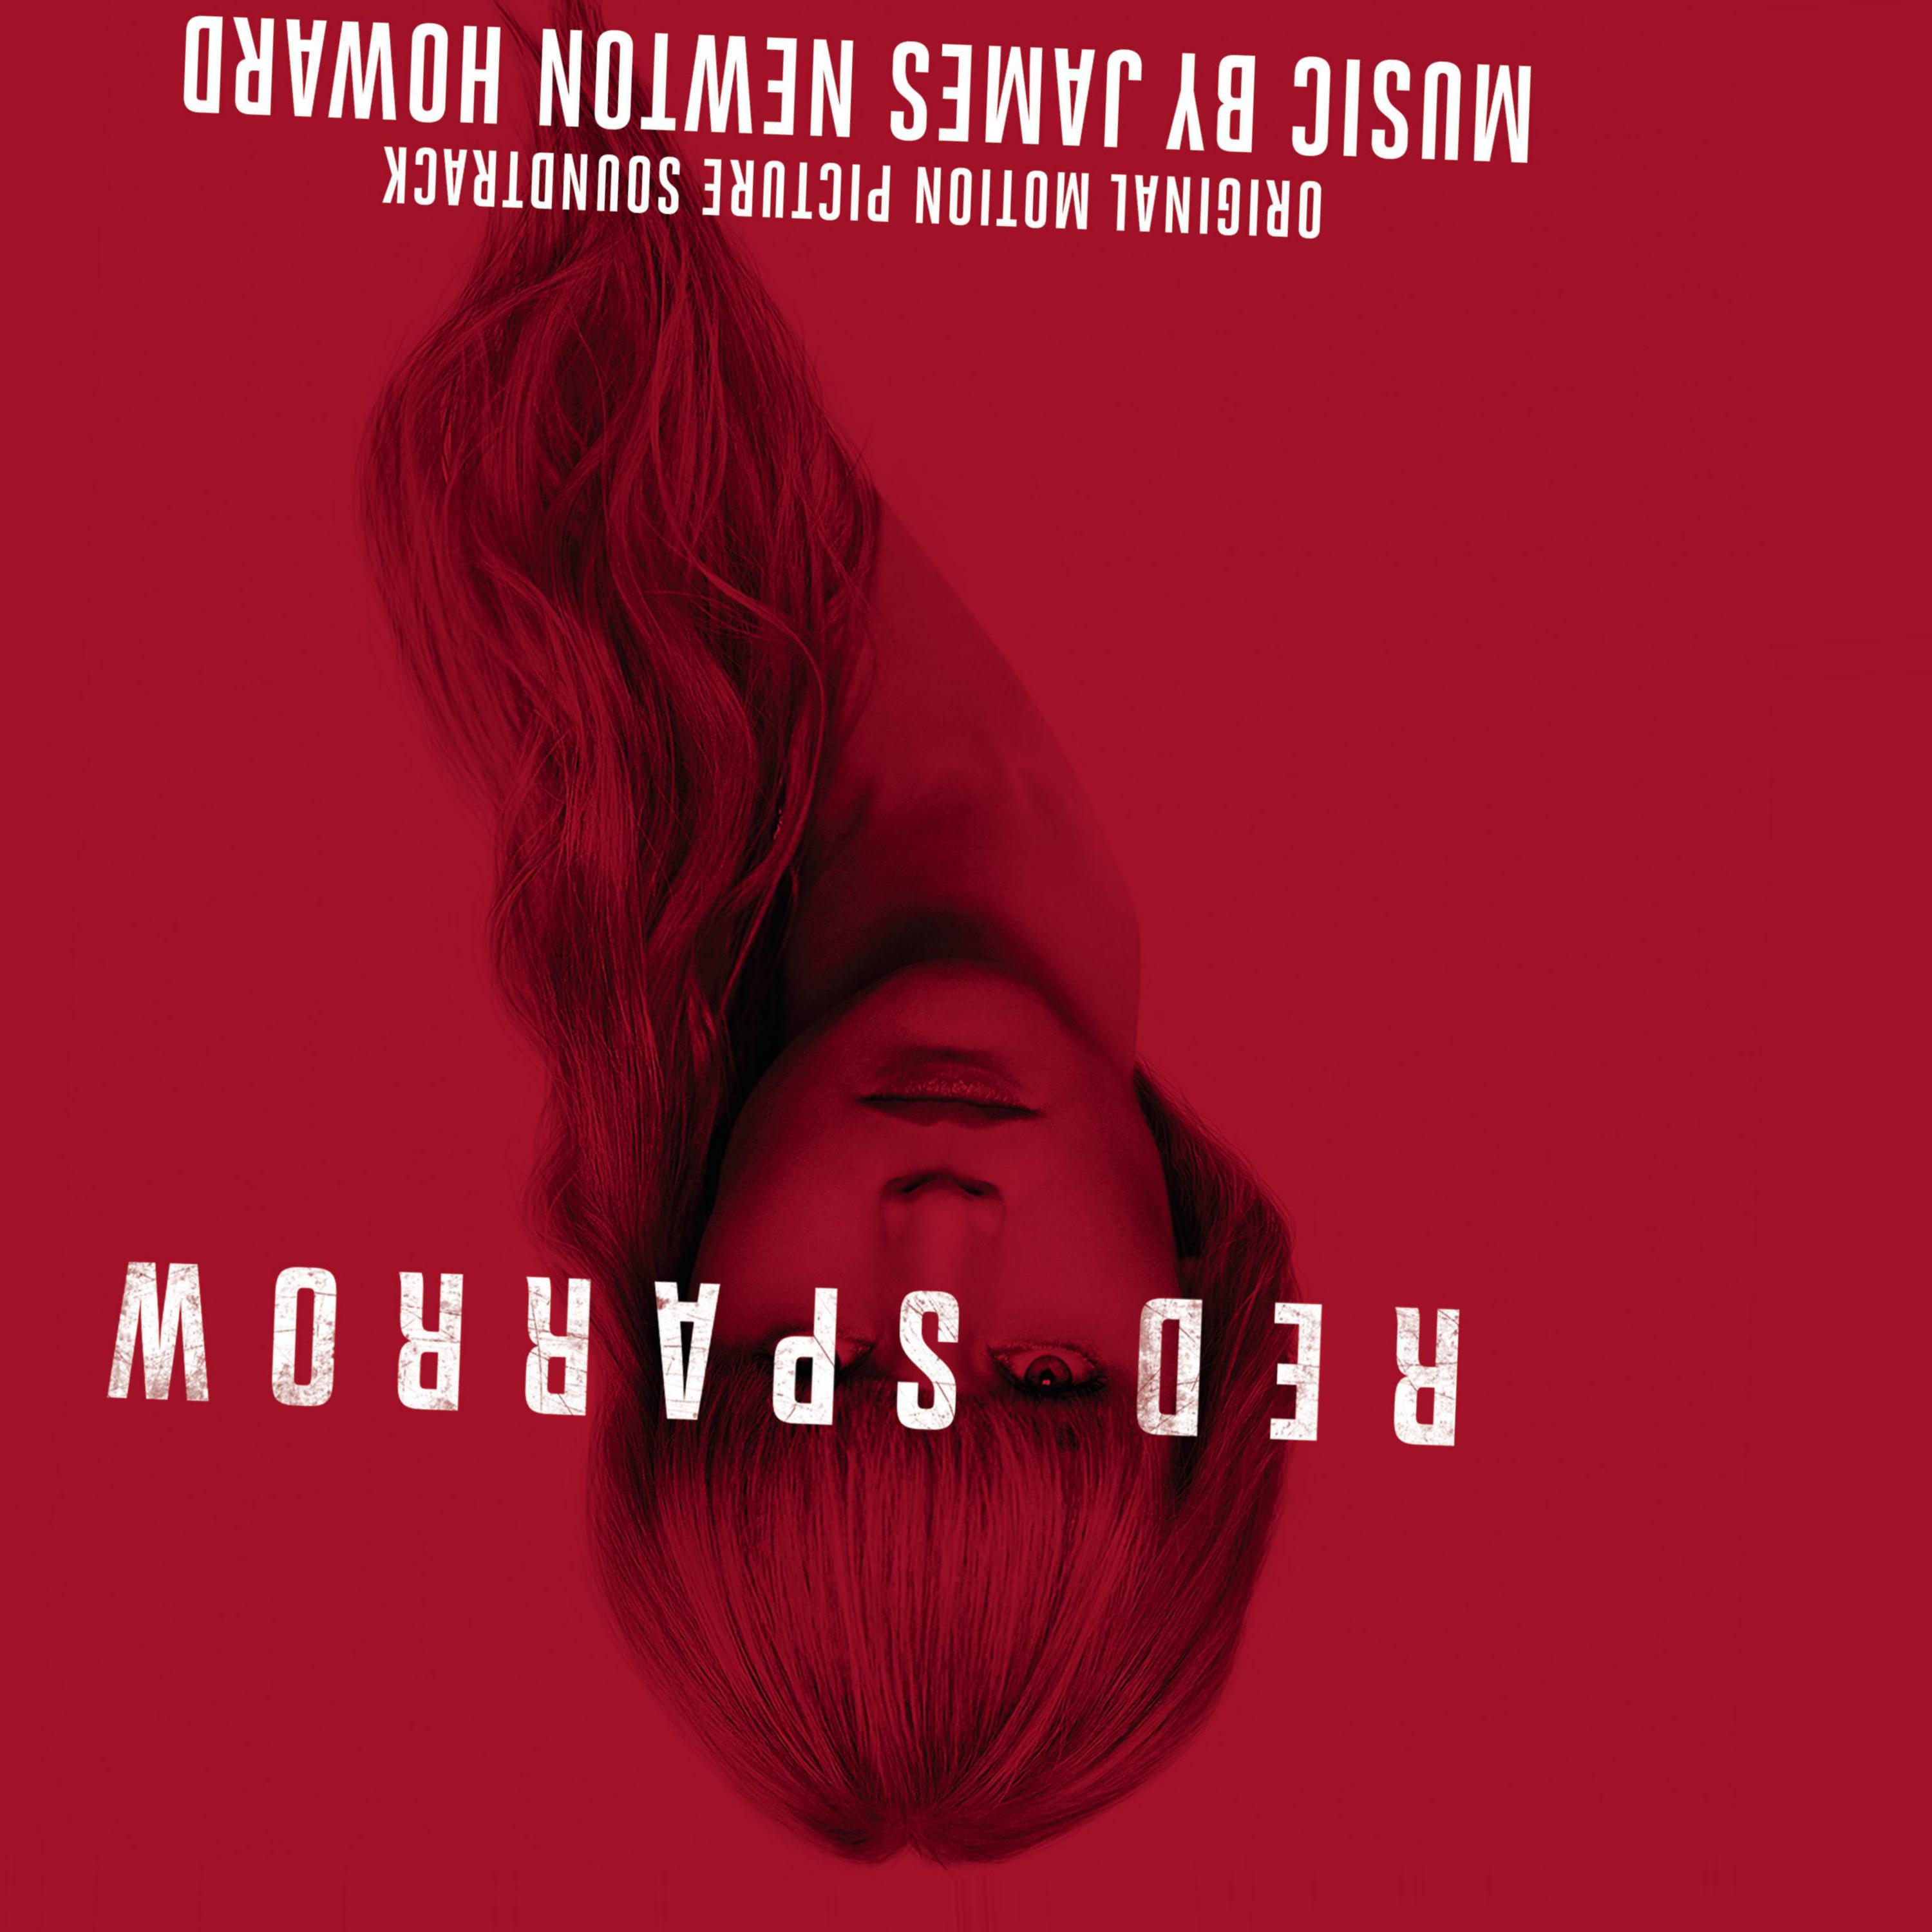 RED SPARROW
ORIGINAL MOTION PICTURE SOUNDTRACK
MUSIC BY JAMES NEWTON HOWARD